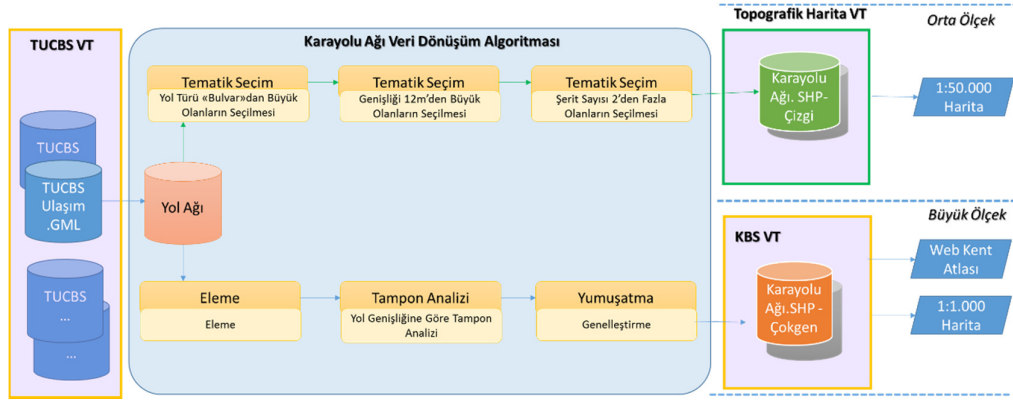 TUCBS VT
TUCBS
TUCBS
Ulaşım
.GML
TUCBS
...
...
Karayolu Ağı Veri Dönüşüm Algoritması
Tematik Seçim
Yol Türü «Bulvar»dan Büyük
Olanların Seçilmesi
Tematik Seçim
Genişliği 12m’den Büyük
Olanların Seçilmesi
Tematik Seçim
Şerit Sayısı 2’den Fazla
Olanların Seçilmesi
Yol Ağı
Eleme
Eleme
Tampon Analizi
Yol Genişliğine Göre Tampon
Analizi
Yumuşatma
Genelleştirme
Topografik Harita VT
Karayolu
Ağı. SHP-
Çizgi
Orta Ölçek
1:50.000
Harita
KBS VT
Karayolu
Ağı.SHP -
Çokgen
Büyük Ölçek
Web Kent
Atlası
1:1.000
Harita